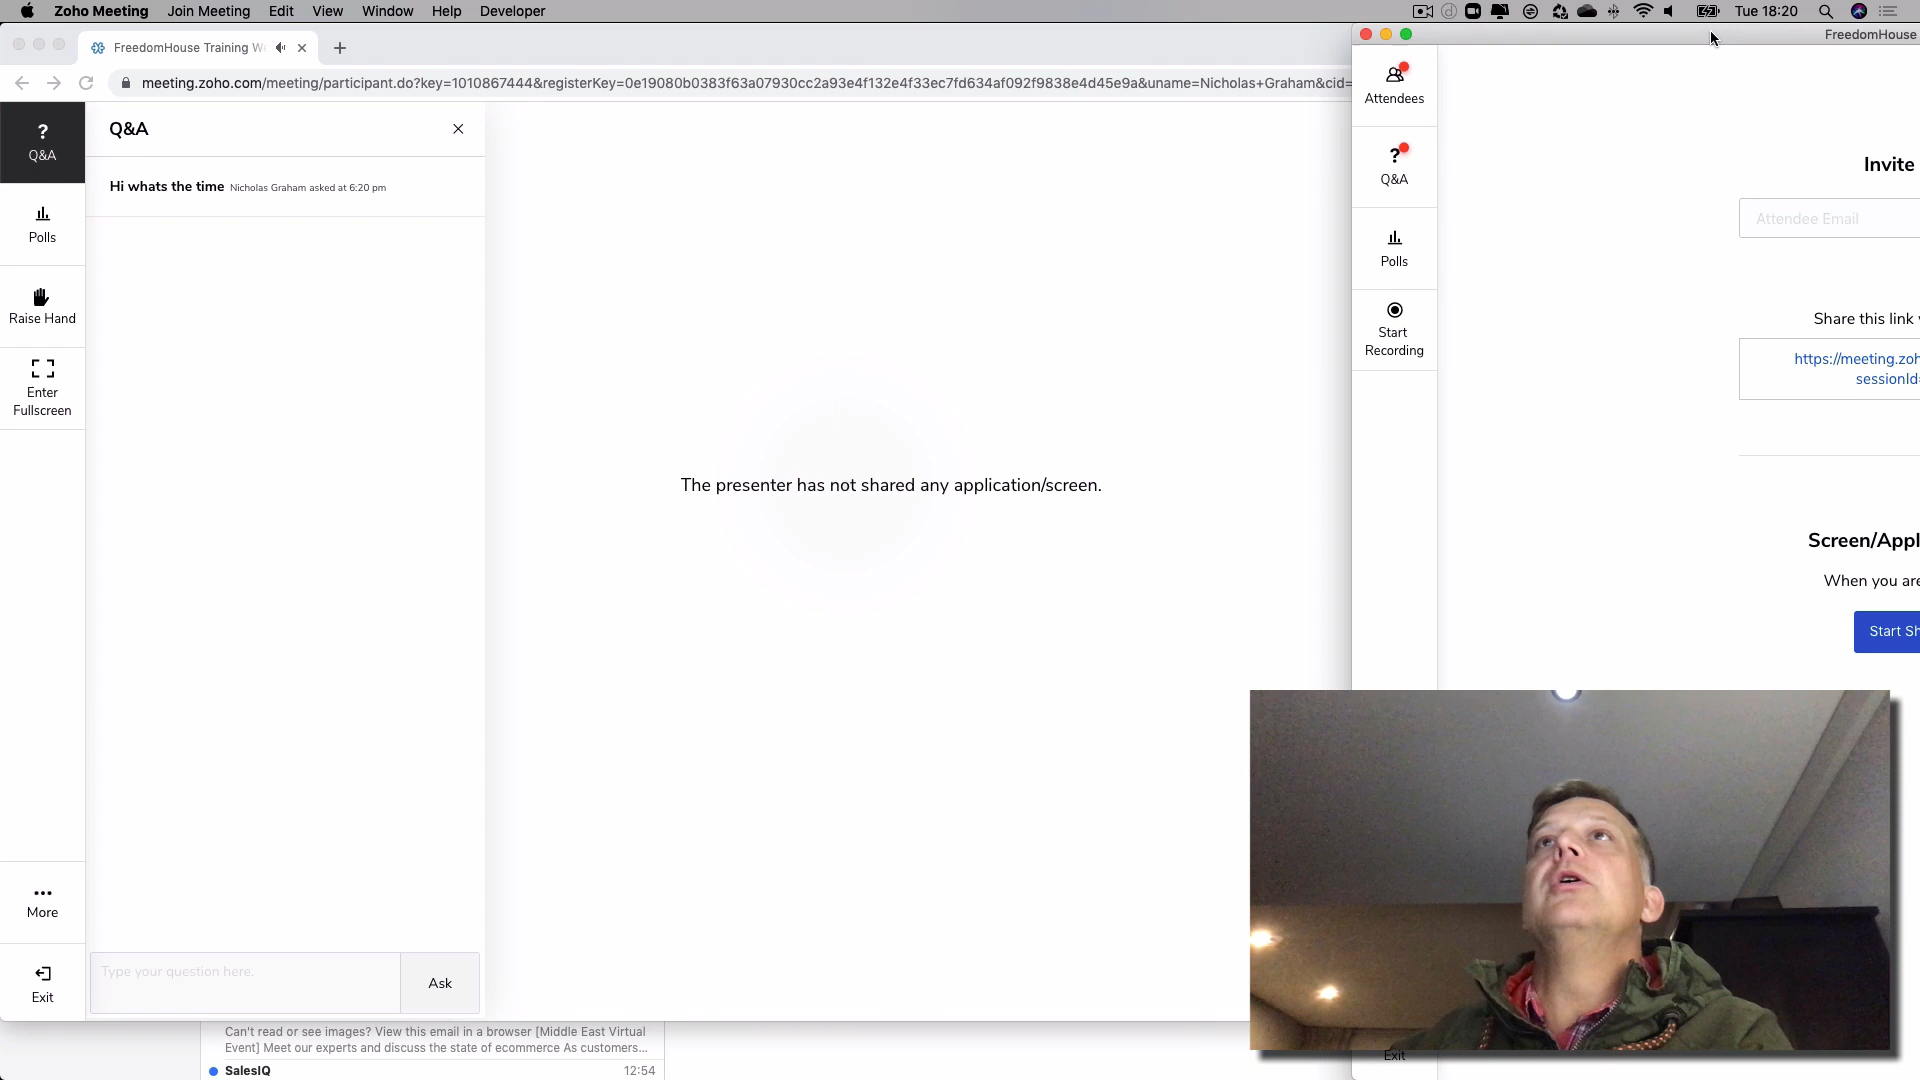 Zoho Meeting Join Meeting Edit View Window Help Developer
Tue 18:20
FreedomHouse Training W
FreedomHouse
meeting.zoho.com/meeting/participant.do?key=1010867444&registerKey=0e19080b0383f63a07930cc2a93e4f132e4f33ec7fd634af092f9838e4d45e9a&uname=Nicholas+Graham&cid=
Q&A
Polls
Raise Hand
Enter
Fullscreen
More
Exit
Q&A
Hi whats the time Nicholas Graham asked at 6:20 pm
Type your question here.
Ask
The presenter has not shared any application/screen.
Attendees
Q&A
Polls
Start
Recording
Exit
Invite
Attendee Email
Share this link
https://meeting.zoh
sessionId=
Screen/Appl
When you are
Start Sh
Can't read or see images? View this email in a browser [Middle East Virtual
Event] Meet our experts and discuss the state of ecommerce As customers...
SalesIQ 12:54